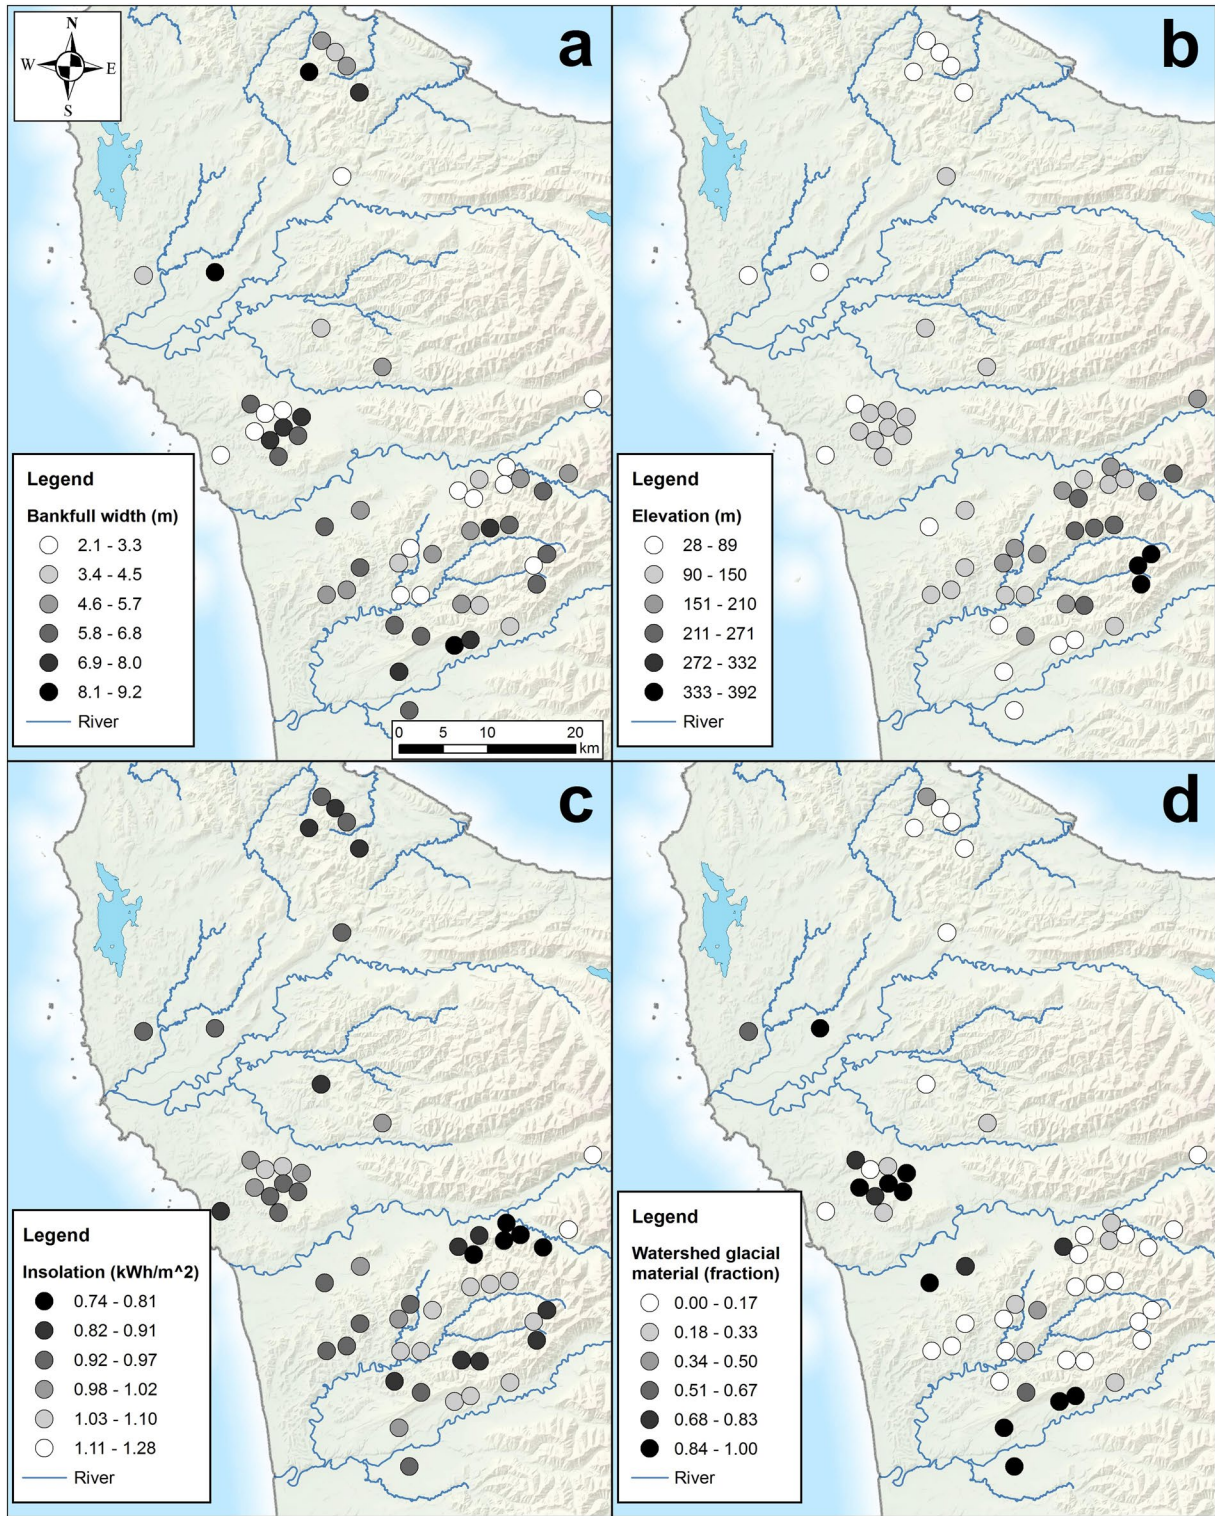 N
W E
S
a
Legend
Bankfull width (m)
2.1 - 3.3
3.4 - 4.5
4.6 - 5.7
5.8 - 6.8
6.9 - 8.0
8.1 - 9.2
River
0 5 10 20
km
b
Legend
Elevation (m)
28 - 89
90 - 150
151 - 210
211 - 271
272 - 332
333 - 392
River
c
Legend
Insolation (kWh/m^2)
0.74 - 0.81
0.82 - 0.91
0.92 - 0.97
0.98 - 1.02
1.03 - 1.10
1.11 - 1.28
River
d
Legend
Watershed glacial
material (fraction)
0.00 - 0.17
0.18 - 0.33
0.34 - 0.50
0.51 - 0.67
0.68 - 0.83
0.84 - 1.00
River